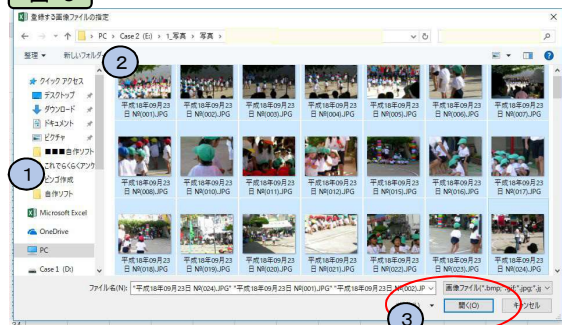 登録する画像ファイルの指定
PC > Case 2 (E:) > 1_写真 > 写真 >
整理 新しいフォルダー
②
クイック アクセス
デスクトップ
ダウンロード
ドキュメント
ピクチャ
■■■自作ソフト
これでらくらくアンケ
ビンゴ作成
自作ソフト
①
Microsoft Excel
OneDrive
PC
Case 1 (D:)
平成18年09月23日 NR(001).JPG
平成18年09月23日 NR(002).JPG
平成18年09月23日 NR(004).JPG
平成18年09月23日 NR(005).JPG
平成18年09月23日 NR(006).JPG
平成18年09月23日 NR(007).JPG
平成18年09月23日 NR(008).JPG
平成18年09月23日 NR(010).JPG
平成18年09月23日 NR(011).JPG
平成18年09月23日 NR(012).JPG
平成18年09月23日 NR(015).JPG
平成18年09月23日 NR(016).JPG
平成18年09月23日 NR(017).JPG
平成18年09月23日 NR(018).JPG
平成18年09月23日 NR(019).JPG
平成18年09月23日 NR(020).JPG
平成18年09月23日 NR(021).JPG
平成18年09月23日 NR(022).JPG
平成18年09月23日 NR(023).JPG
平成18年09月23日 NR(024).JPG
ファイル名(N): "平成18年09月23日 NR(024).JPG" "平成18年09月23日 NR(001).JPG" "平成18年09月23日 NR(002).JP
画像ファイル(*.bmp; *.gif;*.jpg;*.j
開く(O)
キャンセル
③